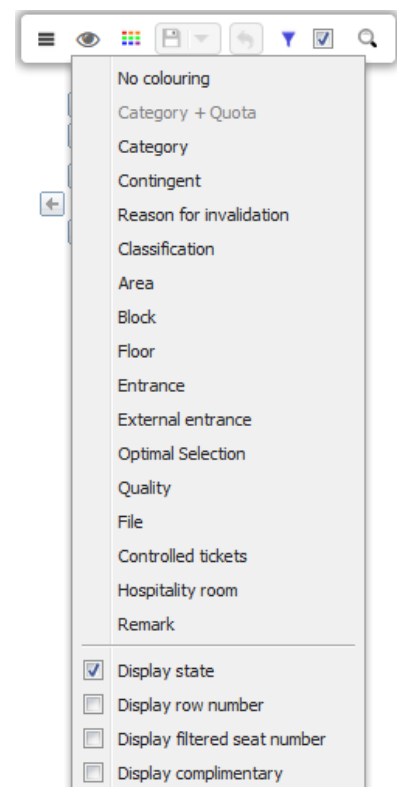 No colouring
Category + Quota
Category
Contingent
Reason for invalidation
Classification
Area
Block
Floor
Entrance
External entrance
Optimal Selection
Quality
File
Controlled tickets
Hospitality room
Remark
Display state
Display row number
Display filtered seat number
Display complimentary